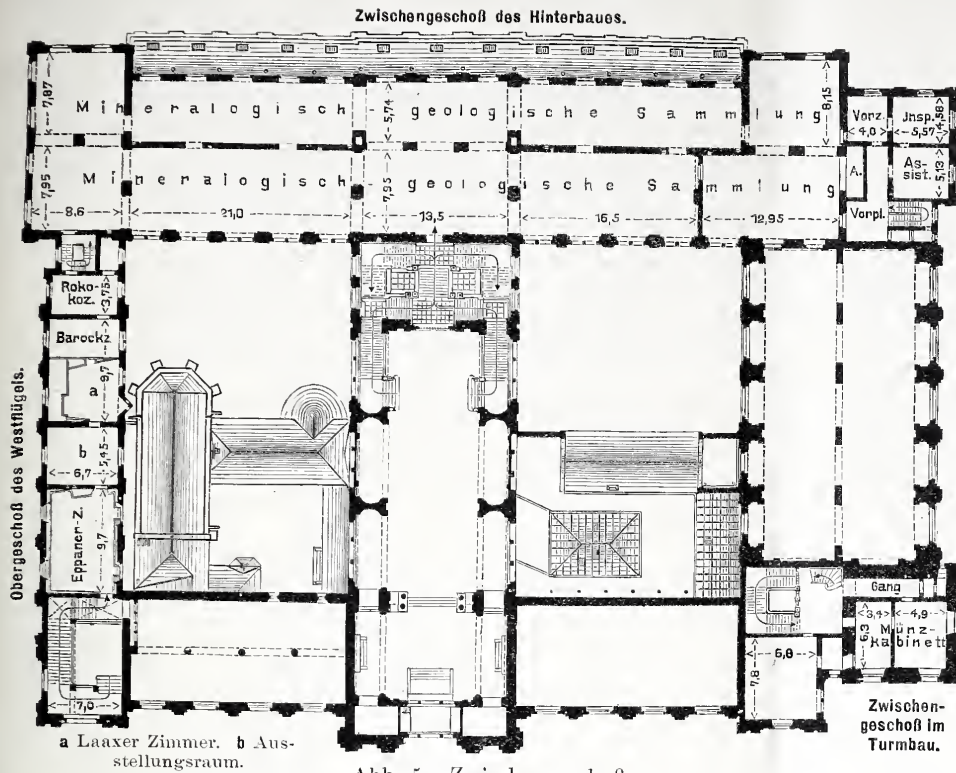 Zwischengeschoß des Hinterbaues.
Mineralogisch-geologische Sammlung
Mineralogisch-geologische Sammlung
7,87
5,74
8,15
Vorz.
4,0
Jnsp.
5,57
4,58
7,95
7,95
A.
As-
sist.
5,13
8,6
21,0
13,5
16,5
12,95
Vorpl.
Roko-
koz.
3,75
Barockz.
9,7
a
b
5,45
6,7
Eppaner-Z.
9,7
7,0
Obergeschoß des Westflügels.
Gang
3,4
4,9
6,3
Münz-
kabinett
6,8
7,8
Zwischen-
geschoß im
Turmbau.
a Laaxer Zimmer. b Aus-
stellungsraum.